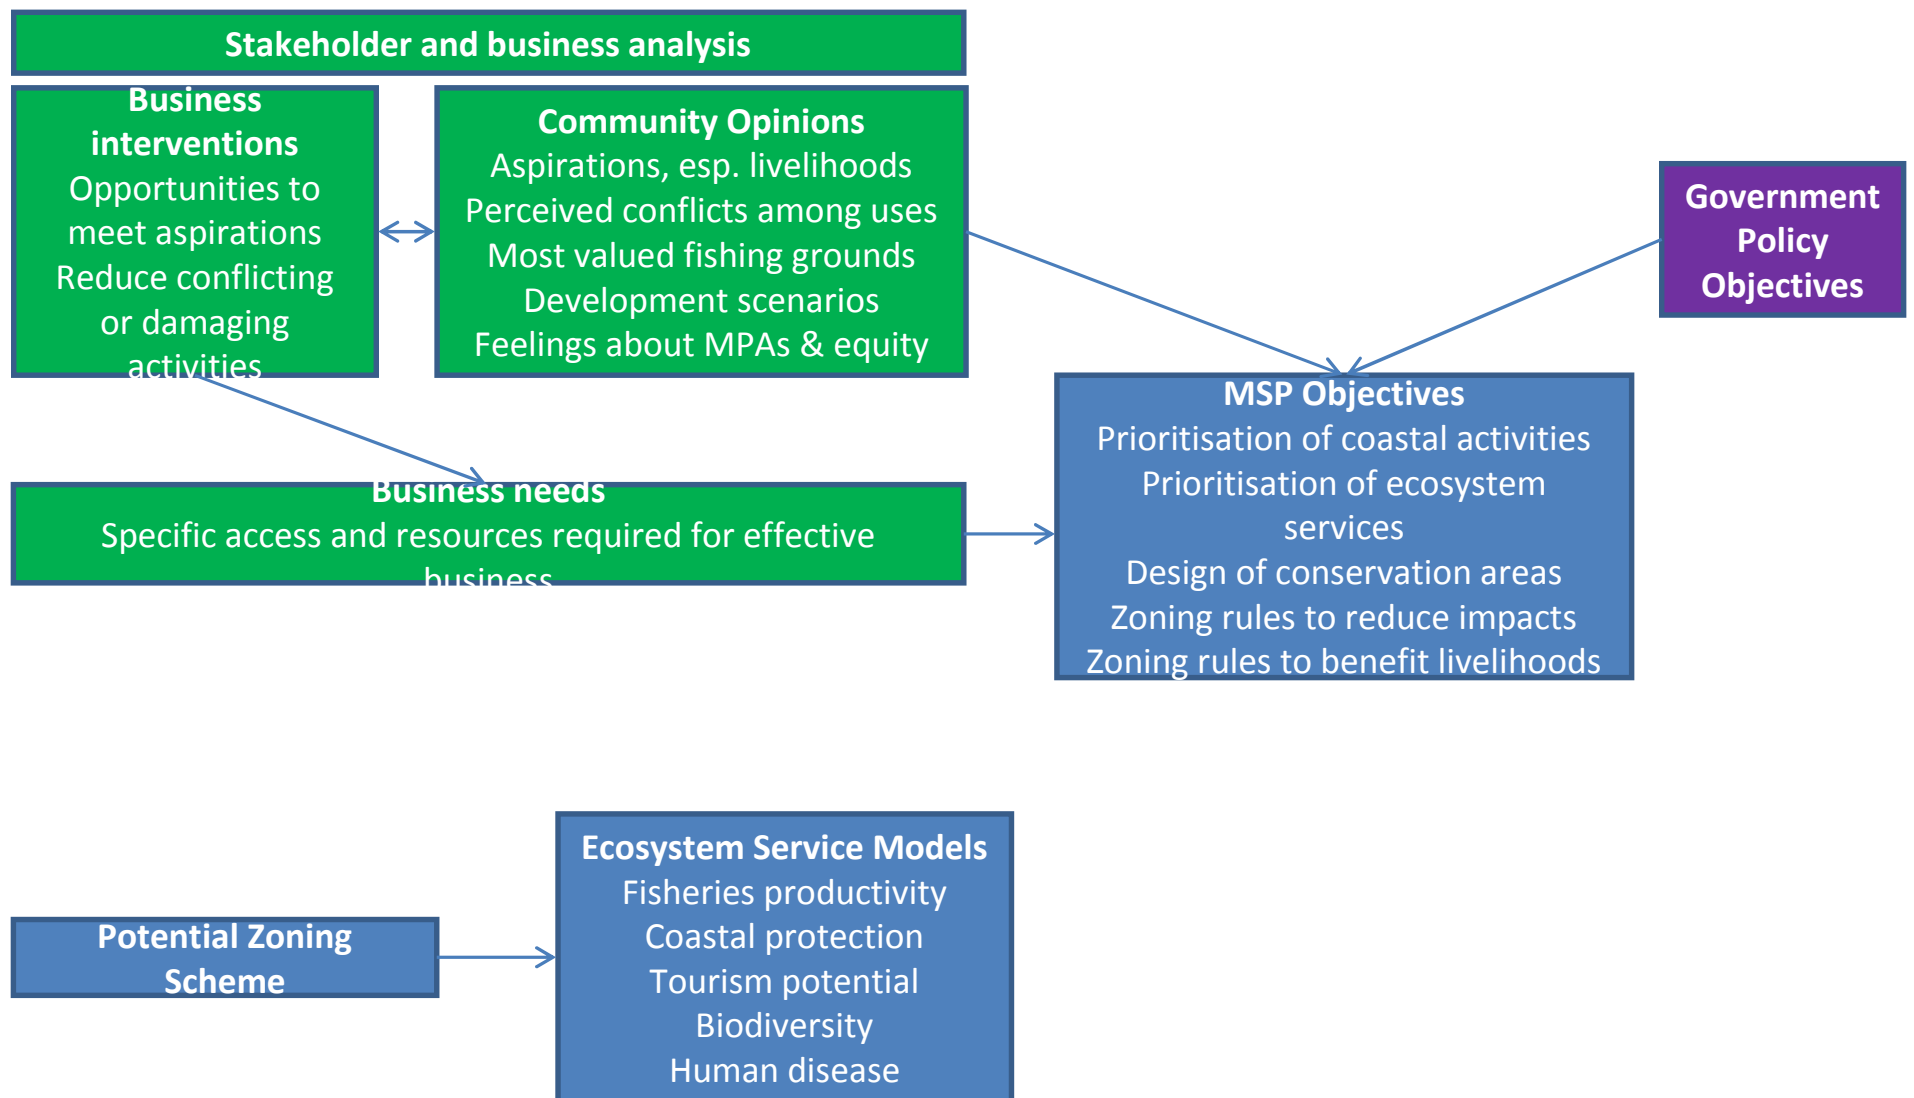 Stakeholder and business analysis
Business
interventions
Opportunities to
meet aspirations
Reduce conflicting
or damaging
activities
Community Opinions
Aspirations, esp. livelihoods
Perceived conflicts among uses
Most valued fishing grounds
Development scenarios
Feelings about MPAs & equity
Government
Policy
Objectives
Business needs
Specific access and resources required for effective
business
MSP Objectives
Prioritisation of coastal activities
Prioritisation of ecosystem
services
Design of conservation areas
Zoning rules to reduce impacts
Zoning rules to benefit livelihoods
Potential Zoning
Scheme
Ecosystem Service Models
Fisheries productivity
Coastal protection
Tourism potential
Biodiversity
Human disease